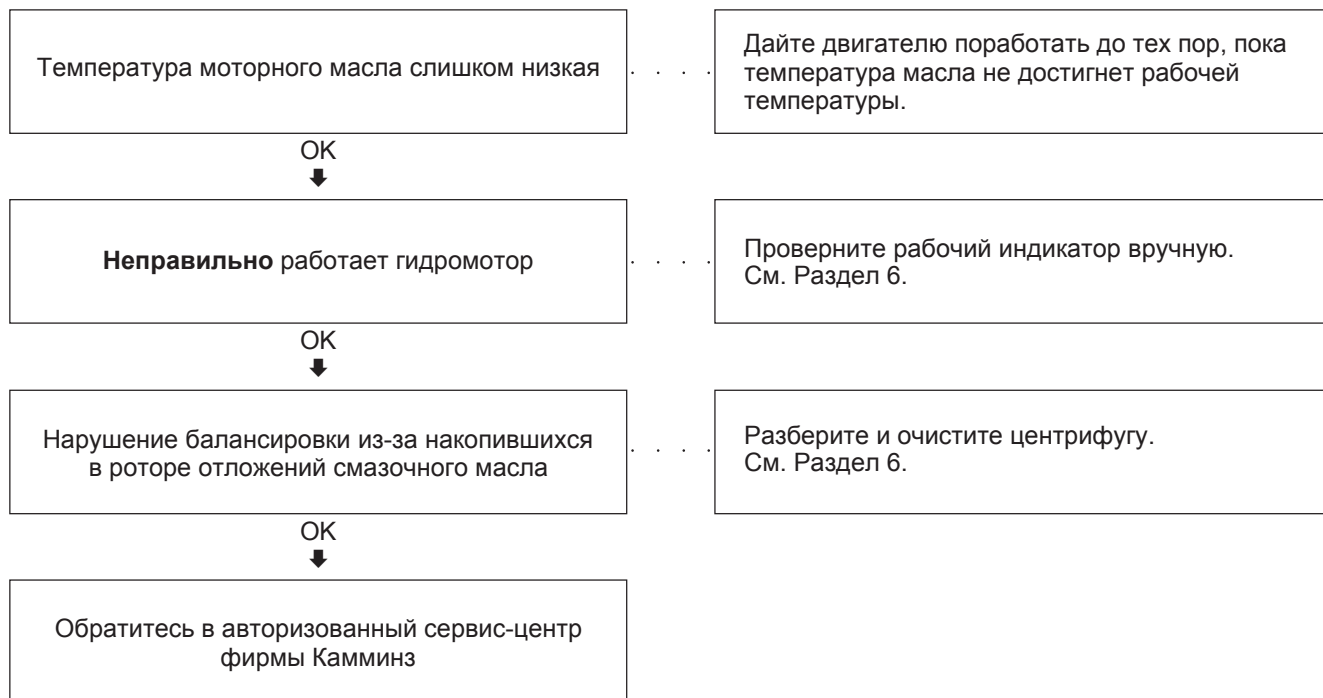 Температура моторного масла слишком низкая
Дайте двигателю поработать до тех пор, пока
температура масла не достигнет рабочей
температуры.
OK
Неправильно работает гидромотор
Проверните рабочий индикатор вручную.
См. Раздел 6.
OK
Нарушение балансировки из-за накопившихся
в роторе отложений смазочного масла
Разберите и очистите центрифугу.
См. Раздел 6.
OK
Обратитесь в авторизованный сервис-центр
фирмы Камминз